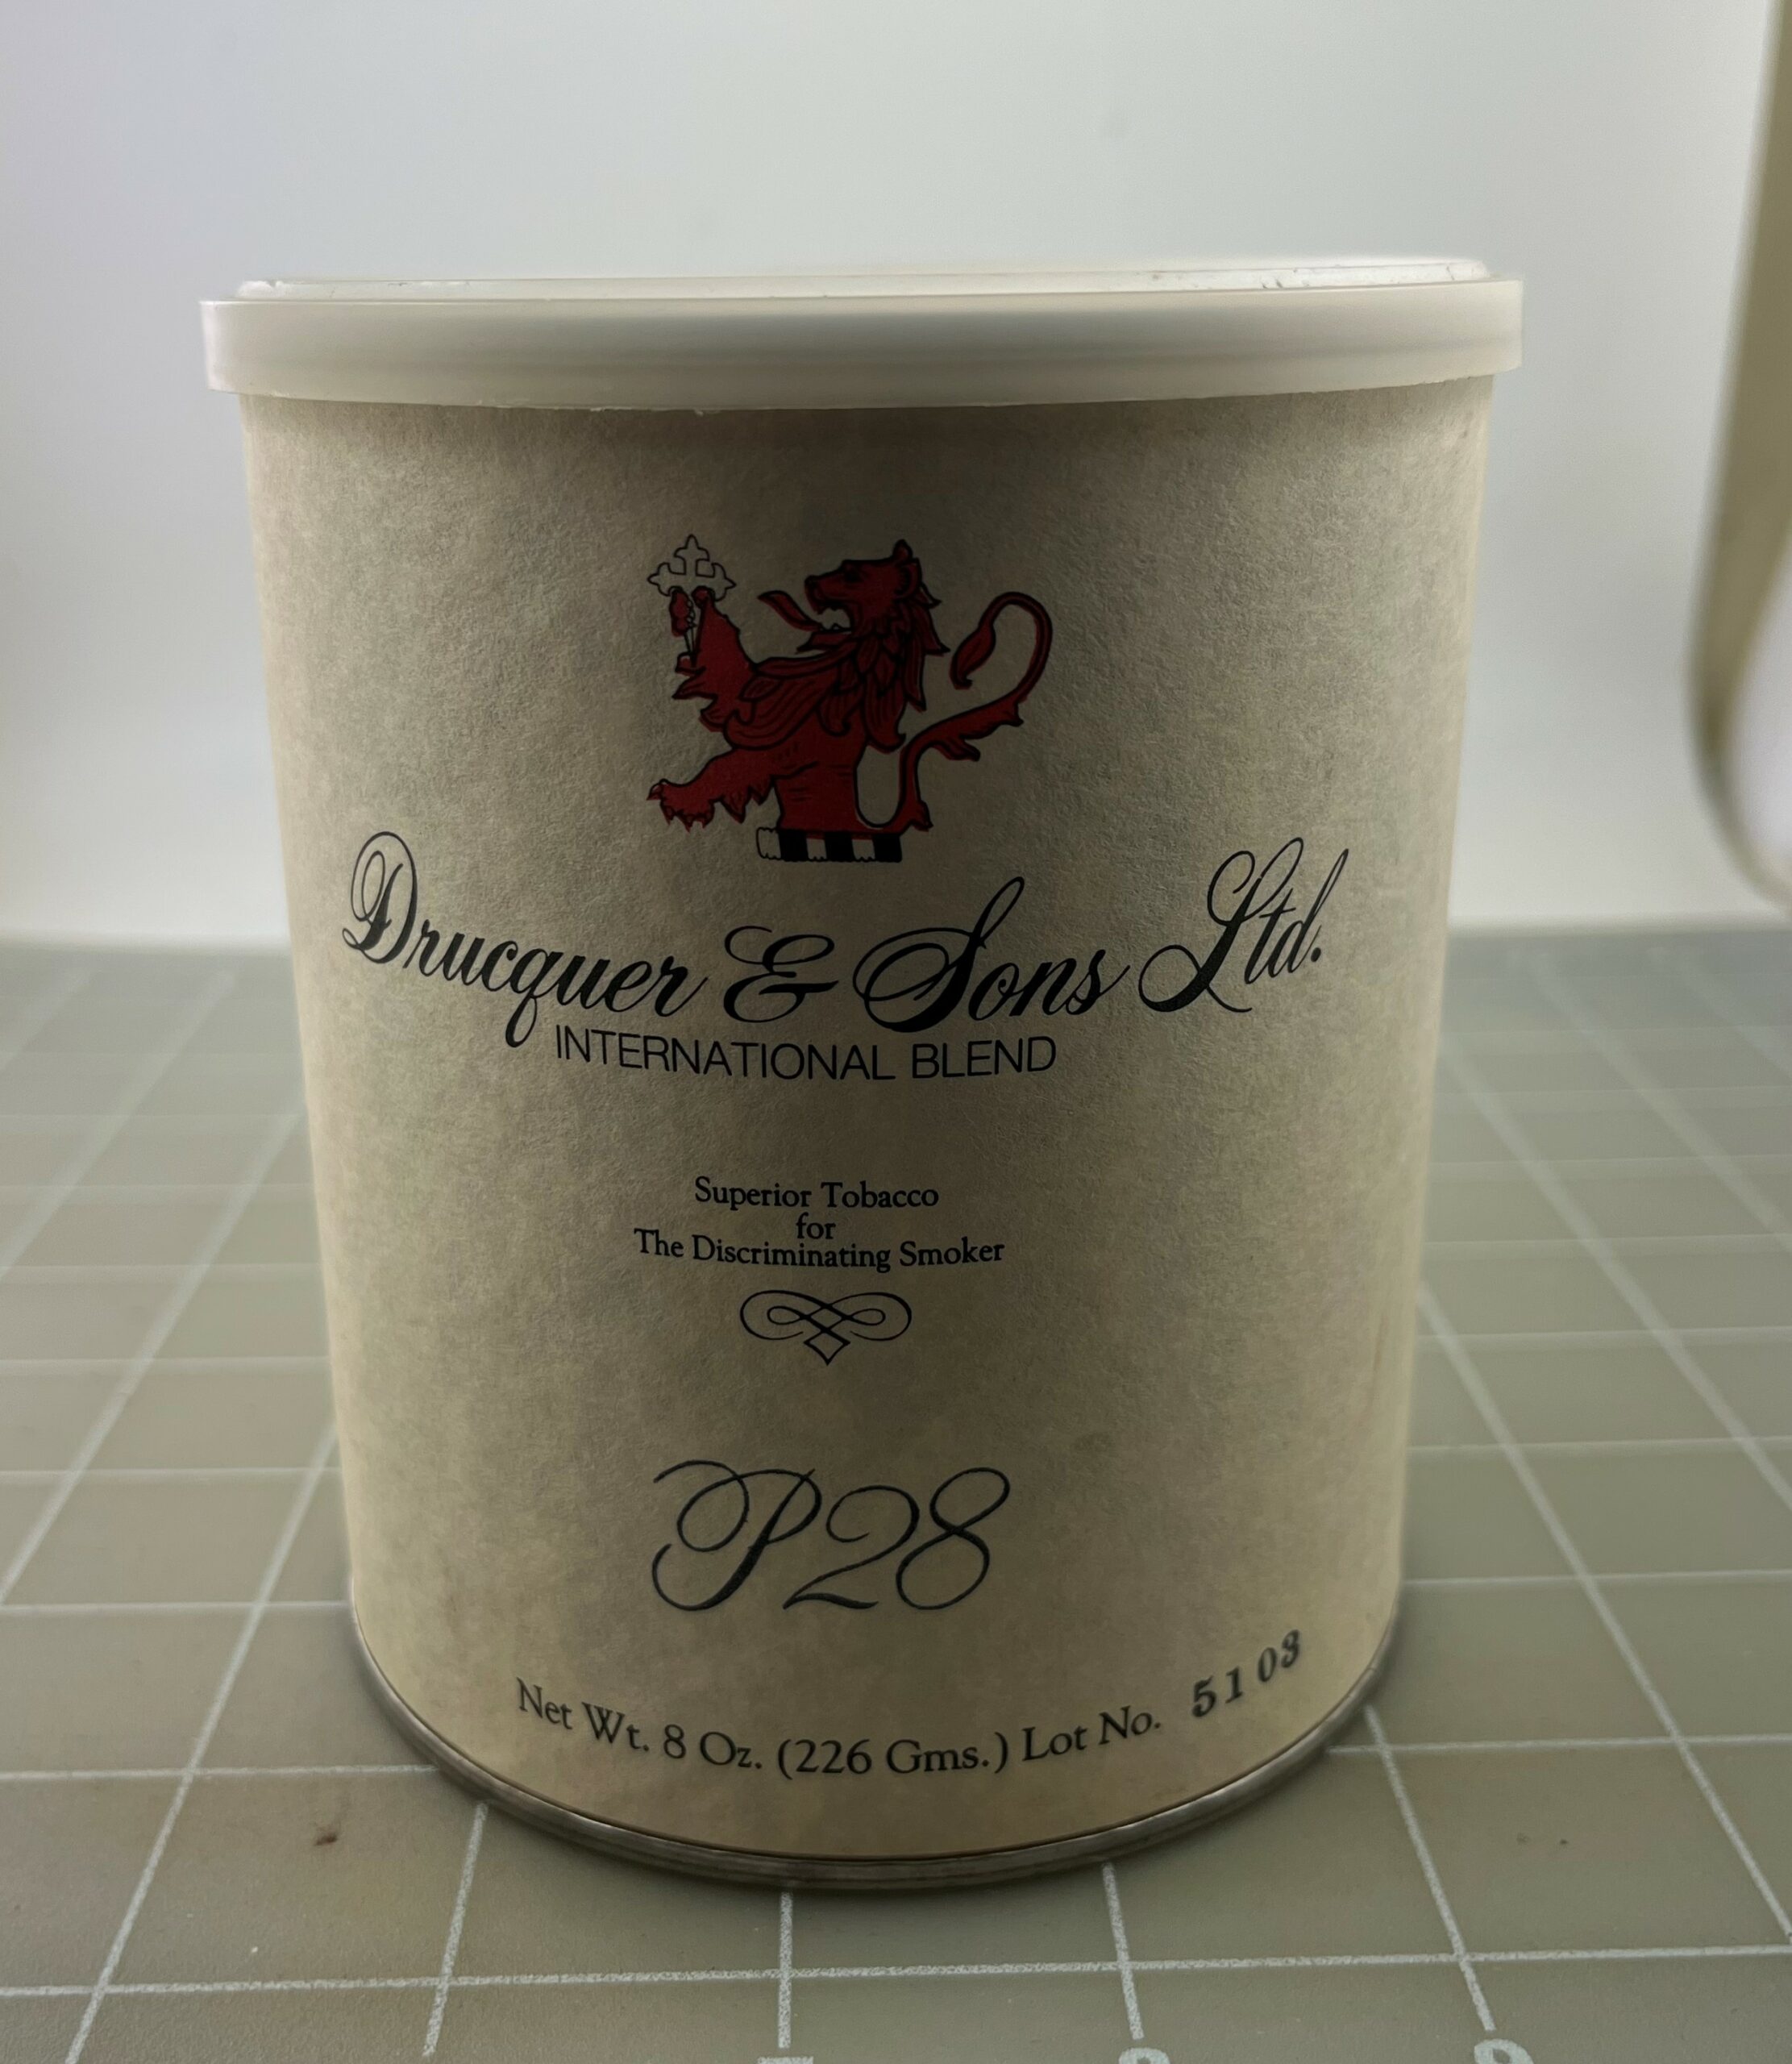 Drucquer & Sons Ltd.
INTERNATIONAL BLEND
Superior Tobacco
for
The Discriminating Smoker
P28
Net Wt. 8 Oz. (226 Gms.) Lot No. 5103